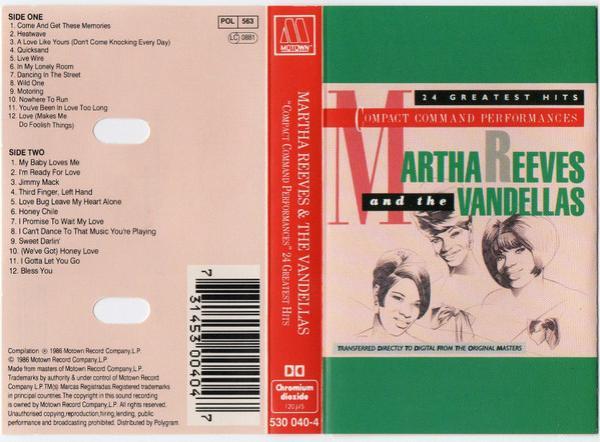 SIDE ONE
1. Come And Get These Memories
2. Heatwave
3. A Love Like Yours (Don't Come Knocking Every Day)
4. Quicksand
5. Live Wire
6. In My Lonely Room
7. Dancing In The Street
8. Wild One
9. Motoring
10. Nowhere To Run
11. You've Been In Love Too Long
12. Love (Makes Me
Do Foolish Things)
SIDE TWO
1. My Baby Loves Me
2. I'm Ready For Love
3. Jimmy Mack
4. Third Finger, Left Hand
5. Love Bug Leave My Heart Alone
6. Honey Chile
7. I Promise To Wait My Love
8. I Can't Dance To That Music You're Playing
9. Sweet Darlin'
10. (We've Got) Honey Love
11. I Gotta Let You Go
12. Bless You
Compilation ℗ 1986 Motown Record Company, L.P.
© 1986 Motown Record Company, L.P.
Made from masters of Motown Record Company, L.P.
Trademarks by authority & under control of Motown Record
Company, L.P. TM(s) Marcas Registradas. Registered trademarks
in principal countries. The copyright in this sound recording
is owned by Motown Record Company, L.P. All rights reserved.
Unauthorised copying, reproduction, hiring, lending, public
performance and broadcasting prohibited. Distributed by Polygram.
POL 563
LC 0881
7 31453 00404 7
M
MOTOWN
MARTHA REEVES & THE VANDELLAS
"COMPACT COMMAND PERFORMANCES" 24 GREATEST HITS
Chromium
dioxide
120 µS
530 040-4
24 GREATEST HITS
COMPACT COMMAND PERFORMANCES
MARTHA REEVES
and the VANDELLAS
TRANSFERRED DIRECTLY TO DIGITAL FROM THE ORIGINAL MASTERS